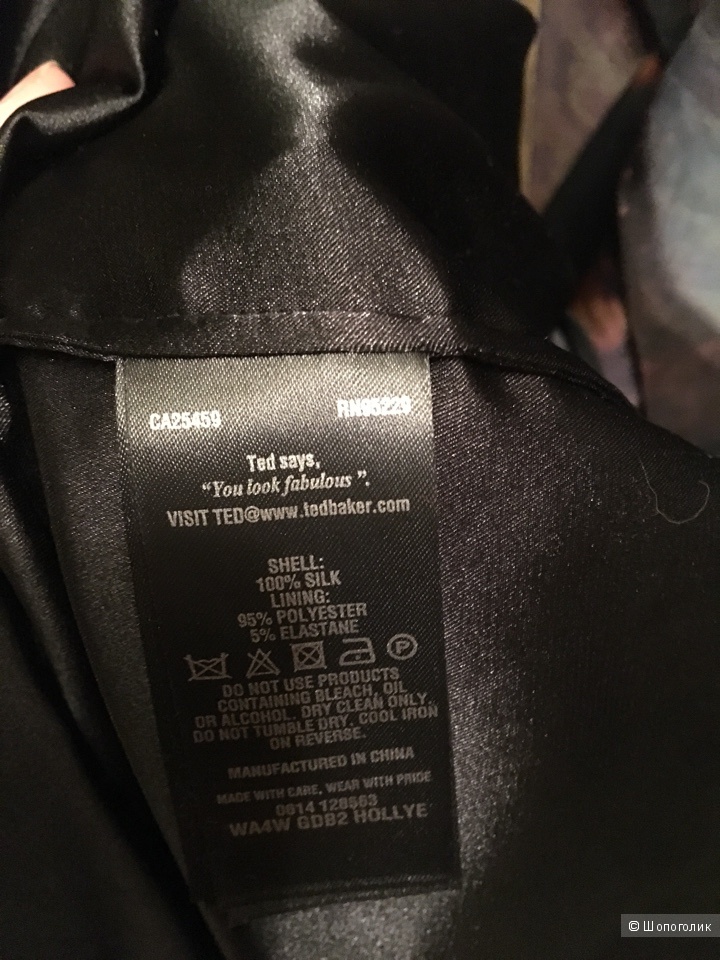 CA25459 RN95229
Ted says,
"You look fabulous".
VISIT TED@www.tedbaker.com
SHELL:
100% SILK
LINING:
95% POLYESTER
5% ELASTANE
P
DO NOT USE PRODUCTS
CONTAINING BLEACH, OIL
OR ALCOHOL. DRY CLEAN ONLY.
DO NOT TUMBLE DRY. COOL IRON
ON REVERSE.
MANUFACTURED IN CHINA
MADE WITH CARE, WEAR WITH PRIDE
0614 128563
WA4W GDB2 HOLLYE
© Шопоголик